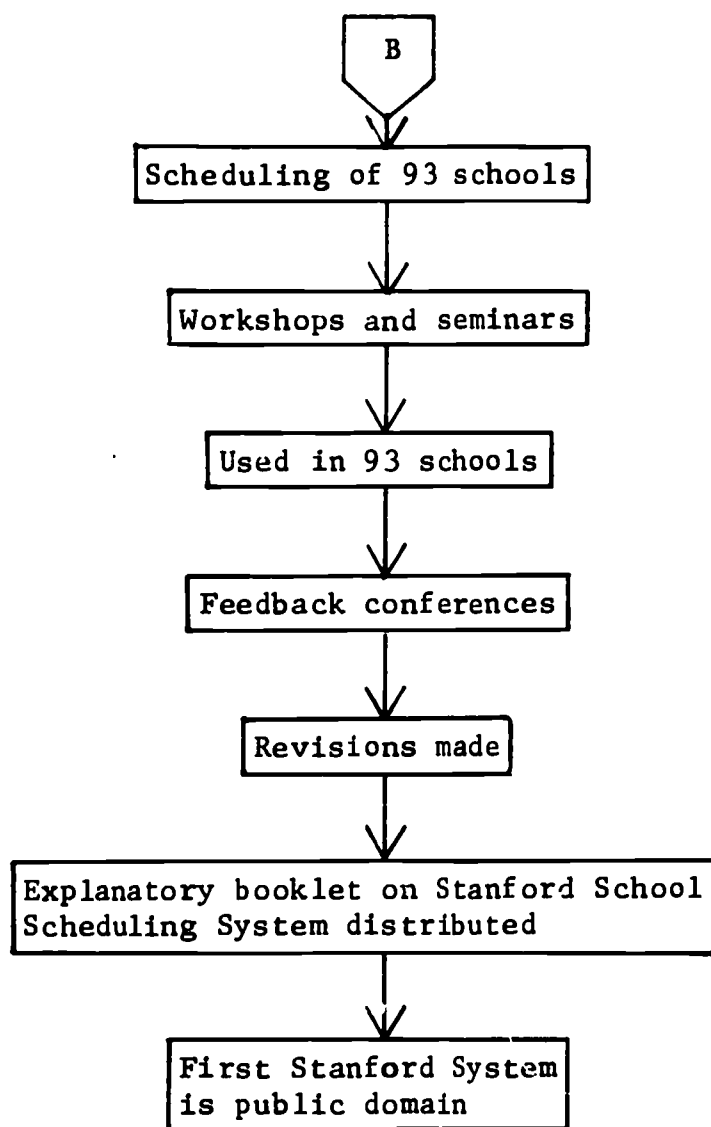 B
Scheduling of 93 schools
Workshops and seminars
Used in 93 schools
Feedback conferences
Revisions made
Explanatory booklet on Stanford School
Scheduling System distributed
First Stanford System
is public domain